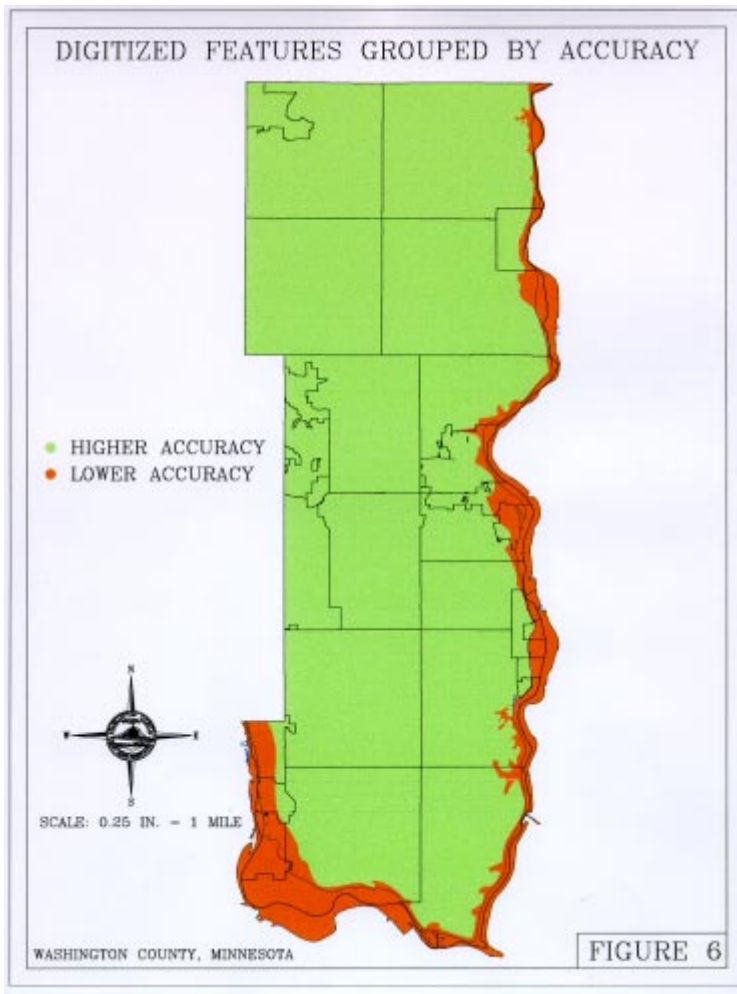 DIGITIZED FEATURES GROUPED BY ACCURACY
HIGHER ACCURACY
LOWER ACCURACY
N
W
E
S
SCALE: 0.25 IN. = 1 MILE
WASHINGTON COUNTY, MINNESOTA
FIGURE 6